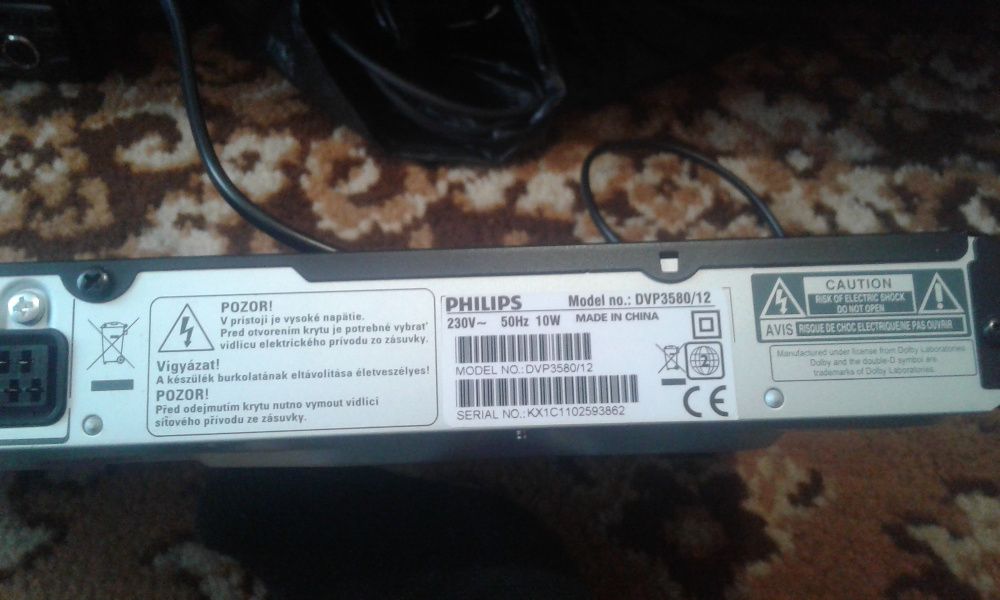 POZOR!
V prístoji je vysoké napätie.
Pred otvorením krytu je potrebné vybrať
vidlicu elektrického prívodu zo zásuvky.
Vigyázat!
A készülék burkolatának eltávolítása életveszélyes!
POZOR!
Před odejmutím krytu nutno vymout vidlici
síťového přívodu ze zásuvky.
PHILIPS Model no.: DVP3580/12
230V~ 50Hz 10W MADE IN CHINA
MODEL NO.:DVP3580/12
SERIAL NO.:KX1C1102593862
CE
CAUTION
RISK OF ELECTRIC SHOCK
DO NOT OPEN
AVIS RISQUE DE CHOC ELECTRIQUE/NE PAS OUVRIR
Manufactured under license from Dolby Laboratories.
Dolby and the double-D symbol are
trademarks of Dolby Laboratories.